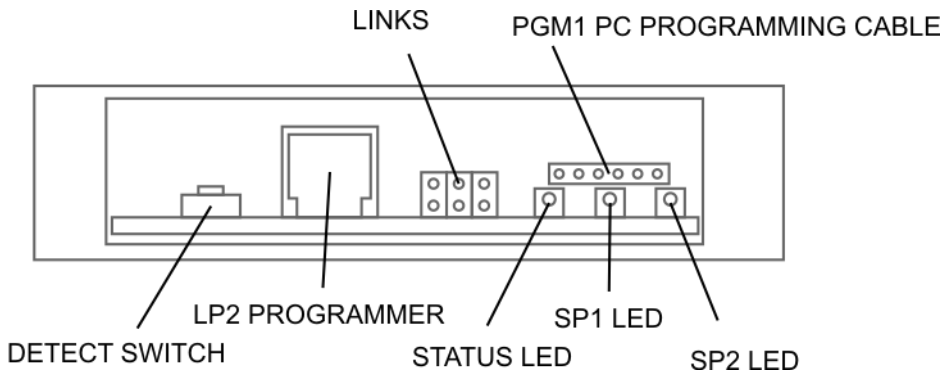 LINKS
PGM1 PC PROGRAMMING CABLE
LP2 PROGRAMMER
SP1 LED
DETECT SWITCH
STATUS LED
SP2 LED